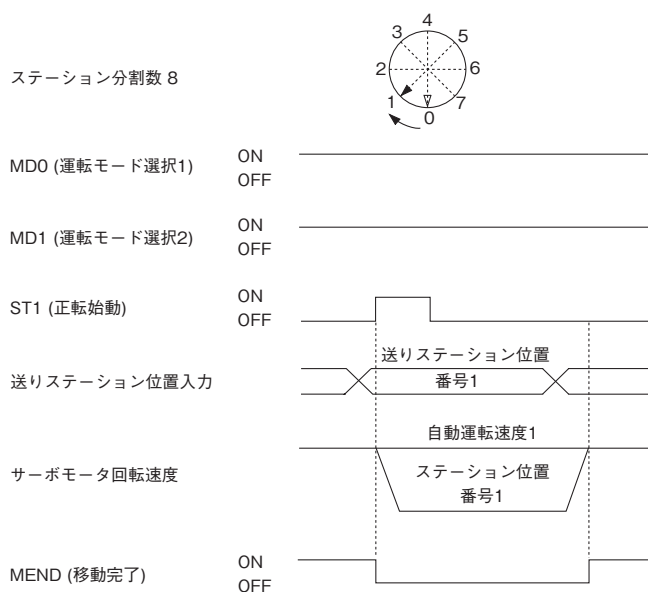 4
3 5
ステーション分割数 8
2 6
1 7
0
MD0 (運転モード選択1)
ON
OFF
MD1 (運転モード選択2)
ON
OFF
ST1 (正転始動)
ON
OFF
送りステーション位置
送りステーション位置入力
番号1
自動運転速度1
サーボモータ回転速度
ステーション位置
番号1
MEND (移動完了)
ON
OFF